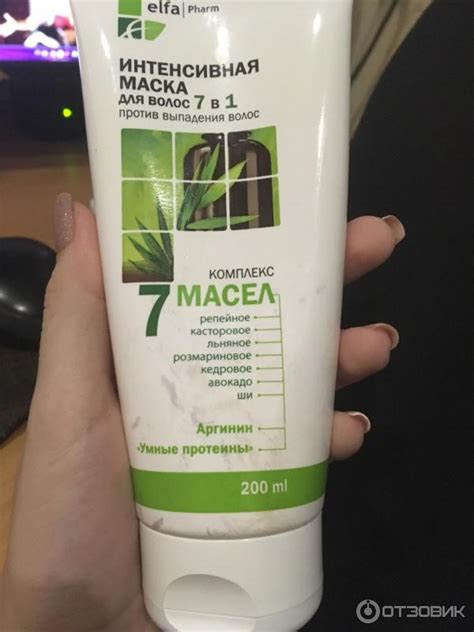 elfa | Pharm
ИНТЕНСИВНАЯ
МАСКА
для волос 7 в 1
против выпадения волос
КОМПЛЕКС
7 МАСЕЛ
репейное
касторовое
льняное
розмариновое
кедровое
авокадо
ши
Аргинин
«Умные протеины»
200 ml
ОТЗОВИК